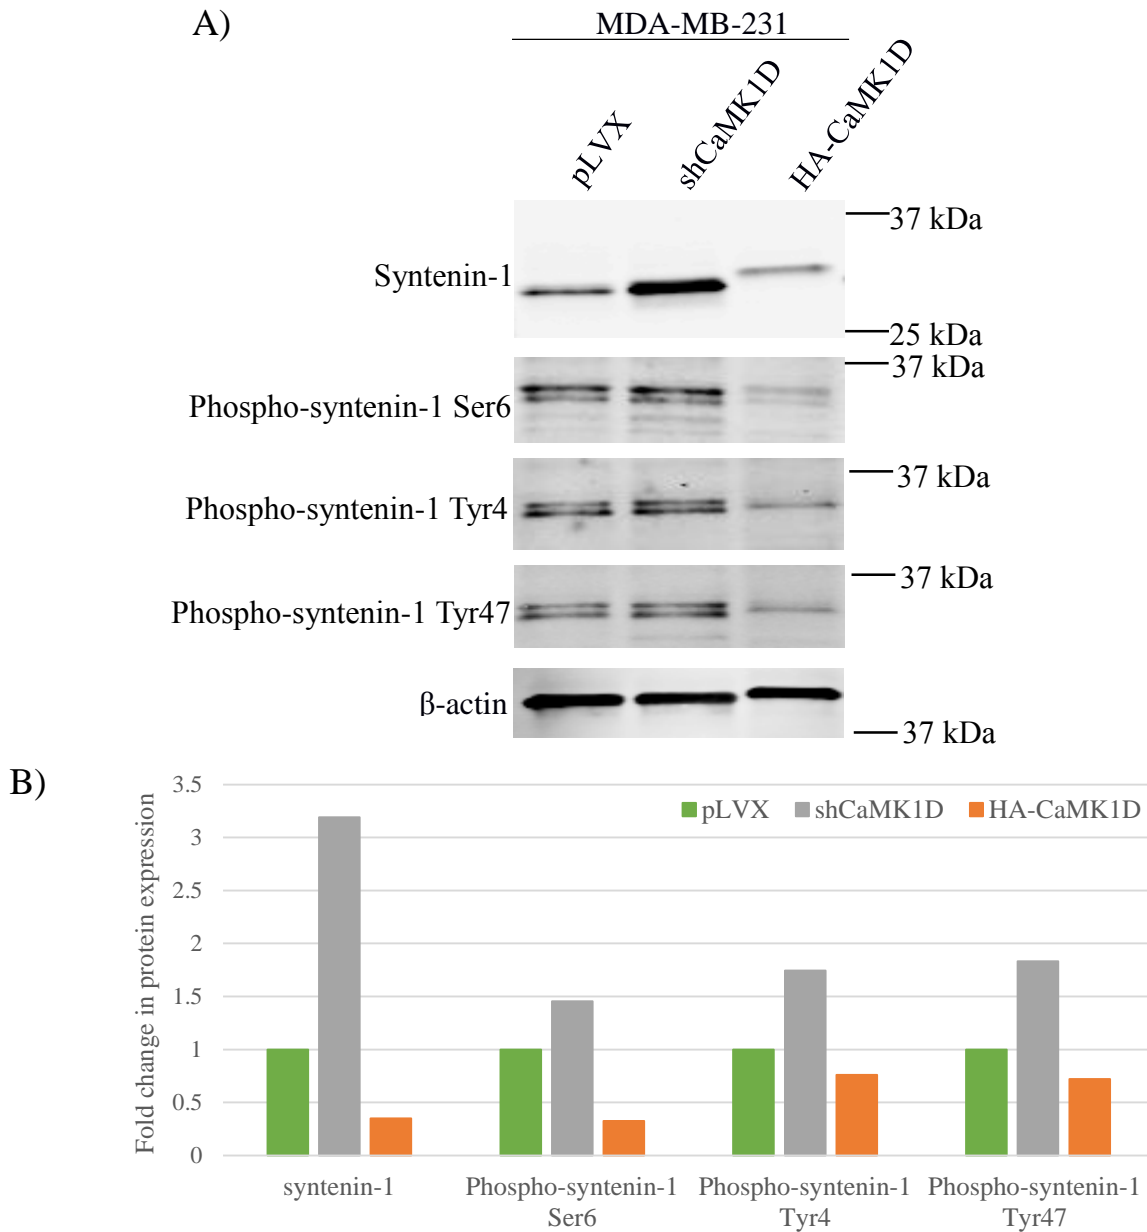 A)
MDA-MB-231
pLVX
shCaMK1D
HA-CaMK1D
37 kDa
Syntenin-1
25 kDa
37 kDa
Phospho-syntenin-1 Ser6
37 kDa
Phospho-syntenin-1 Tyr4
37 kDa
Phospho-syntenin-1 Tyr47
β-actin
37 kDa
B)
Fold change in protein expression
3.5
3
2.5
2
1.5
1
0.5
0
pLVX
shCaMK1D
HA-CaMK1D
syntenin-1
Phospho-syntenin-1
Ser6
Phospho-syntenin-1
Tyr4
Phospho-syntenin-1
Tyr47